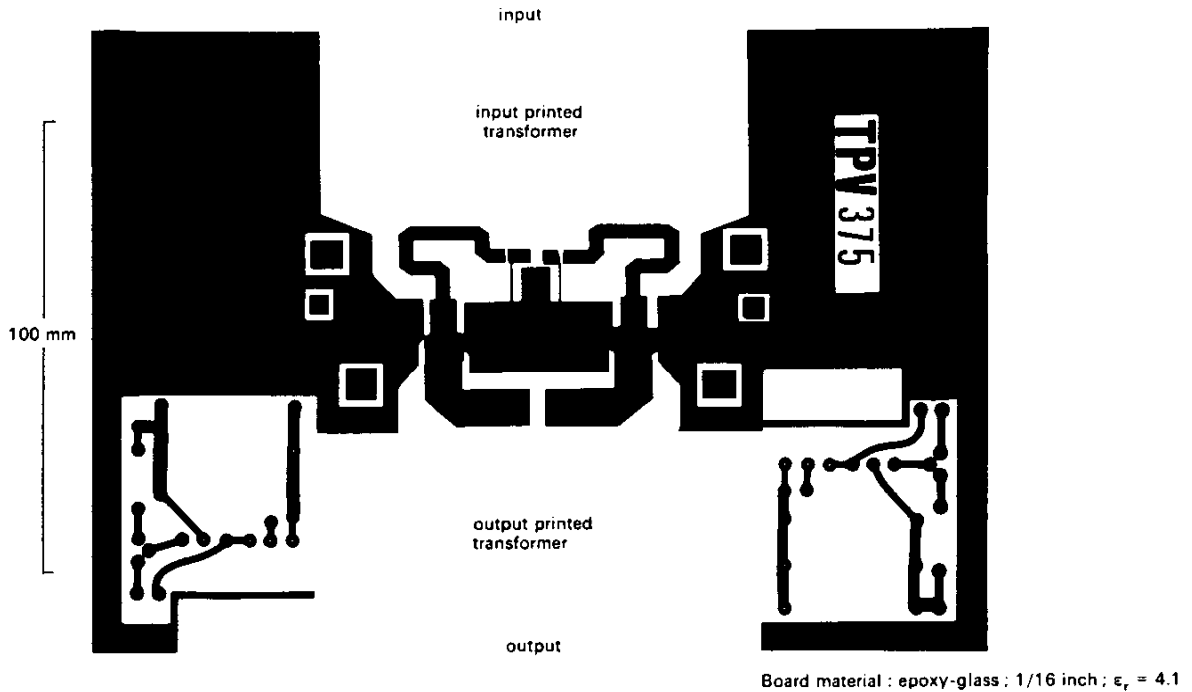 input
input printed
transformer
TPV 375
100 mm
output printed
transformer
output
Board material : epoxy-glass ; 1/16 inch ; εr = 4.1